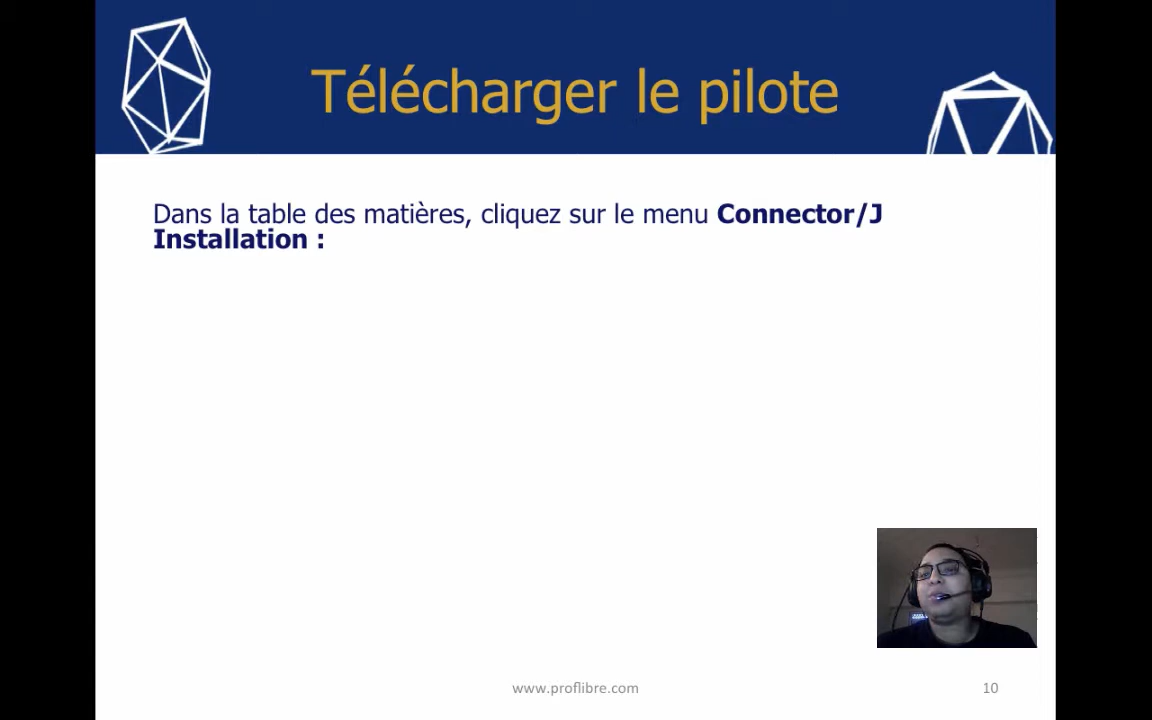 Télécharger le pilote
Dans la table des matières, cliquez sur le menu Connector/J
Installation :
www.proflibre.com
10